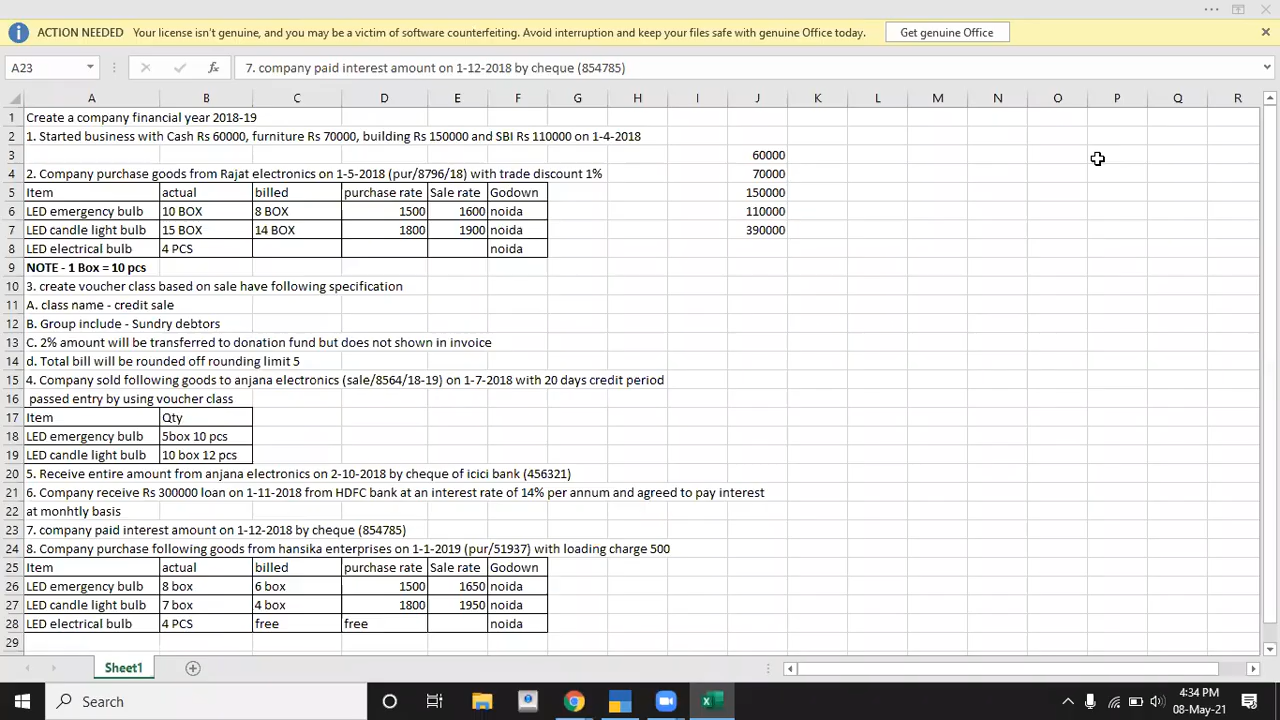 ACTION NEEDED Your license isn't genuine, and you may be a victim of software counterfeiting. Avoid interruption and keep your files safe with genuine Office today. Get genuine Office
A23 fx 7. company paid interest amount on 1-12-2018 by cheque (854785)
A B C D E F G H I J K L M N O P Q R
1 Create a company financial year 2018-19
2 1. Started business with Cash Rs 60000, furniture Rs 70000, building Rs 150000 and SBI Rs 110000 on 1-4-2018
3 60000
4 2. Company purchase goods from Rajat electronics on 1-5-2018 (pur/8796/18) with trade discount 1% 70000
5 Item actual billed purchase rate Sale rate Godown 150000
6 LED emergency bulb 10 BOX 8 BOX 1500 1600 noida 110000
7 LED candle light bulb 15 BOX 14 BOX 1800 1900 noida 390000
8 LED electrical bulb 4 PCS noida
9 NOTE - 1 Box = 10 pcs
10 3. create voucher class based on sale have following specification
11 A. class name - credit sale
12 B. Group include - Sundry debtors
13 C. 2% amount will be transferred to donation fund but does not shown in invoice
14 d. Total bill will be rounded off rounding limit 5
15 4. Company sold following goods to anjana electronics (sale/8564/18-19) on 1-7-2018 with 20 days credit period
16 passed entry by using voucher class
17 Item Qty
18 LED emergency bulb 5box 10 pcs
19 LED candle light bulb 10 box 12 pcs
20 5. Receive entire amount from anjana electronics on 2-10-2018 by cheque of icici bank (456321)
21 6. Company receive Rs 300000 loan on 1-11-2018 from HDFC bank at an interest rate of 14% per annum and agreed to pay interest
22 at monhtly basis
23 7. company paid interest amount on 1-12-2018 by cheque (854785)
24 8. Company purchase following goods from hansika enterprises on 1-1-2019 (pur/51937) with loading charge 500
25 Item actual billed purchase rate Sale rate Godown
26 LED emergency bulb 8 box 6 box 1500 1650 noida
27 LED candle light bulb 7 box 4 box 1800 1950 noida
28 LED electrical bulb 4 PCS free free noida
29
Sheet1
Search
4:34 PM
08-May-21